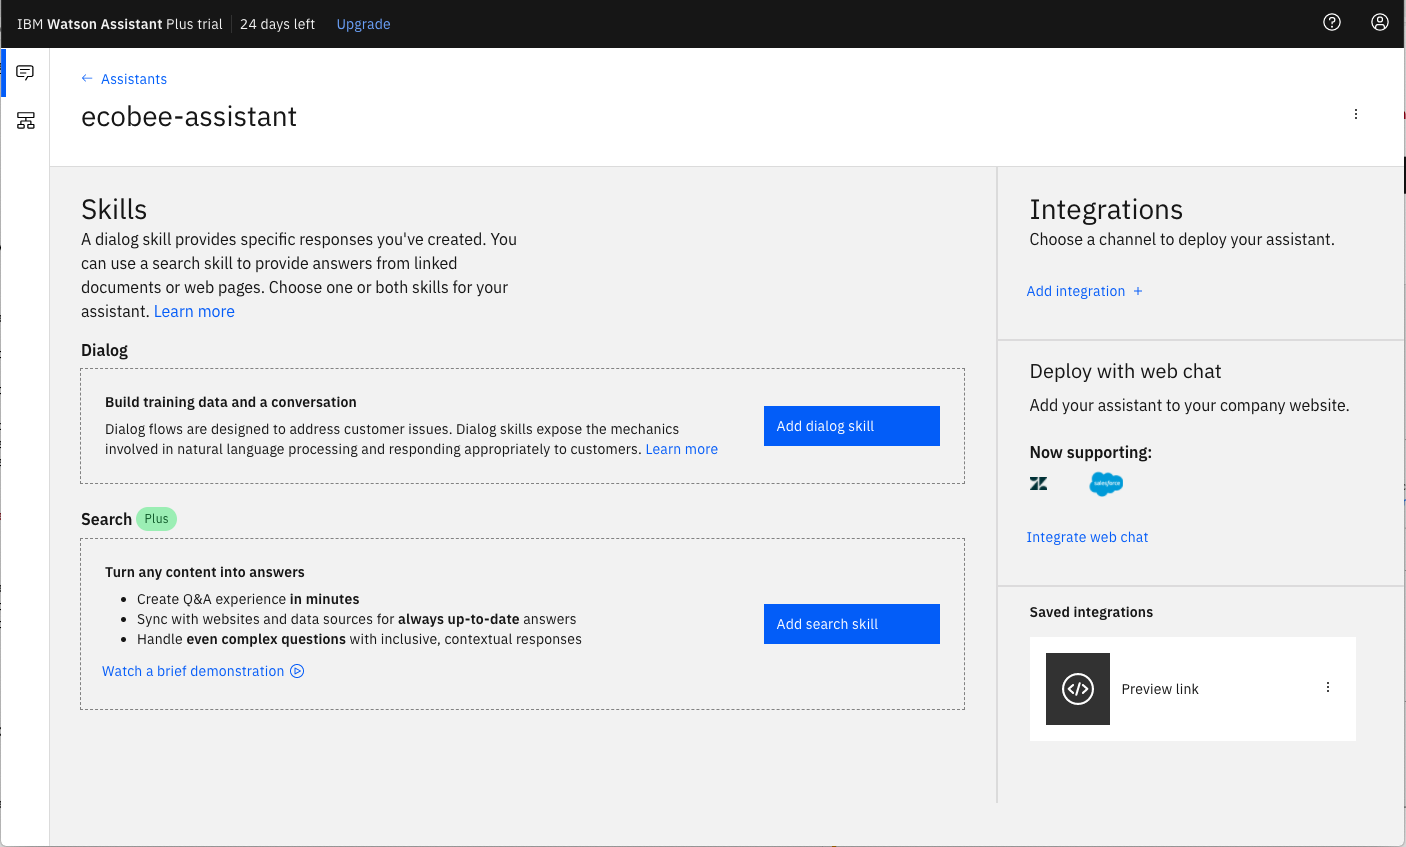 IBM Watson Assistant Plus trial 24 days left Upgrade
Assistants
ecobee-assistant
Skills
A dialog skill provides specific responses you've created. You
can use a search skill to provide answers from linked
documents or web pages. Choose one or both skills for your
assistant. Learn more
Dialog
Build training data and a conversation
Dialog flows are designed to address customer issues. Dialog skills expose the mechanics
involved in natural language processing and responding appropriately to customers. Learn more
Add dialog skill
Search Plus
Turn any content into answers
• Create Q&A experience in minutes
• Sync with websites and data sources for always up-to-date answers
• Handle even complex questions with inclusive, contextual responses
Add search skill
Watch a brief demonstration
Integrations
Choose a channel to deploy your assistant.
Add integration +
Deploy with web chat
Add your assistant to your company website.
Now supporting:
salesforce
Integrate web chat
Saved integrations
Preview link